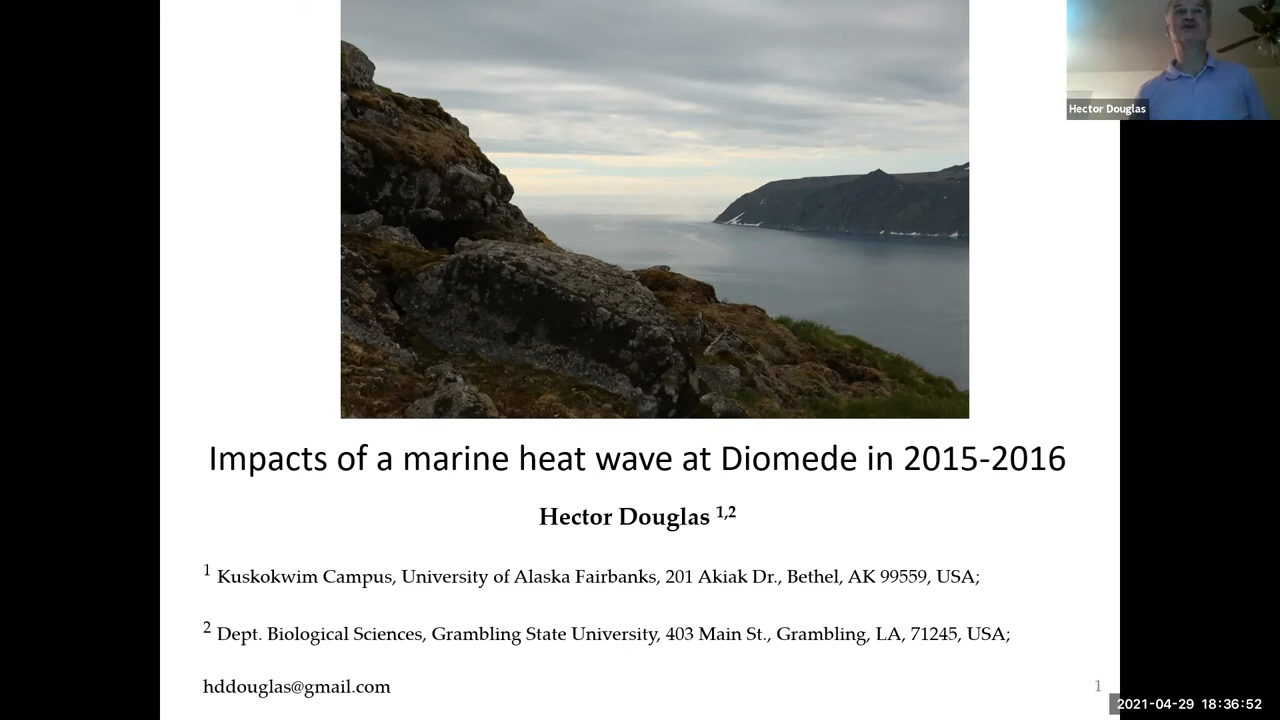 Hector Douglas
Impacts of a marine heat wave at Diomede in 2015-2016
Hector Douglas 1,2
1 Kuskokwim Campus, University of Alaska Fairbanks, 201 Akiak Dr., Bethel, AK 99559, USA;
2 Dept. Biological Sciences, Grambling State University, 403 Main St., Grambling, LA, 71245, USA;
hddouglas@gmail.com
1
2021-04-29 18:36:52